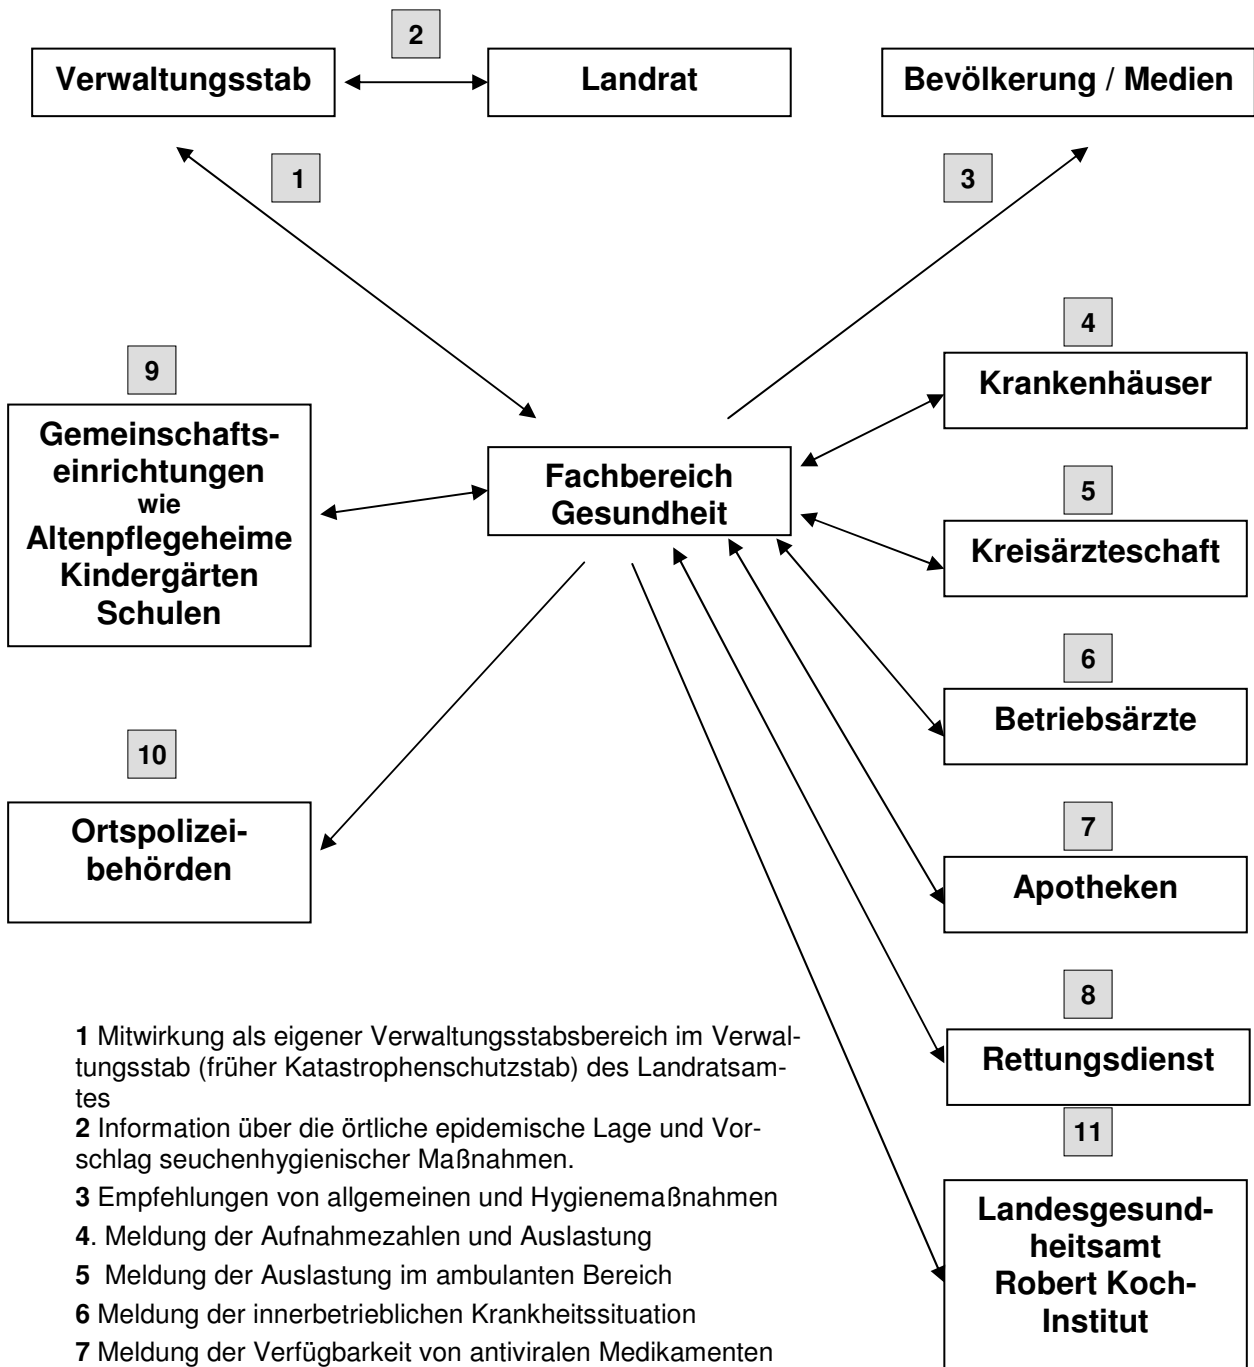 2
Verwaltungsstab
Landrat
Bevölkerung / Medien
1
3
4
Krankenhäuser
9
Gemeinschafts-
einrichtungen
wie
Altenpflegeheime
Kindergärten
Schulen
Fachbereich
Gesundheit
5
Kreisärzteschaft
6
Betriebsärzte
10
Ortspolizei-
behörden
7
Apotheken
8
Rettungsdienst
11
Landesgesund-
heitsamt
Robert Koch-
Institut
1 Mitwirkung als eigener Verwaltungsstabsbereich im Verwal-
tungsstab (früher Katastrophenschutzstab) des Landratsam-
tes
2 Information über die örtliche epidemische Lage und Vor-
schlag seuchenhygienischer Maßnahmen.
3 Empfehlungen von allgemeinen und Hygienemaßnahmen
4. Meldung der Aufnahmezahlen und Auslastung
5 Meldung der Auslastung im ambulanten Bereich
6 Meldung der innerbetrieblichen Krankheitssituation
7 Meldung der Verfügbarkeit von antiviralen Medikamenten